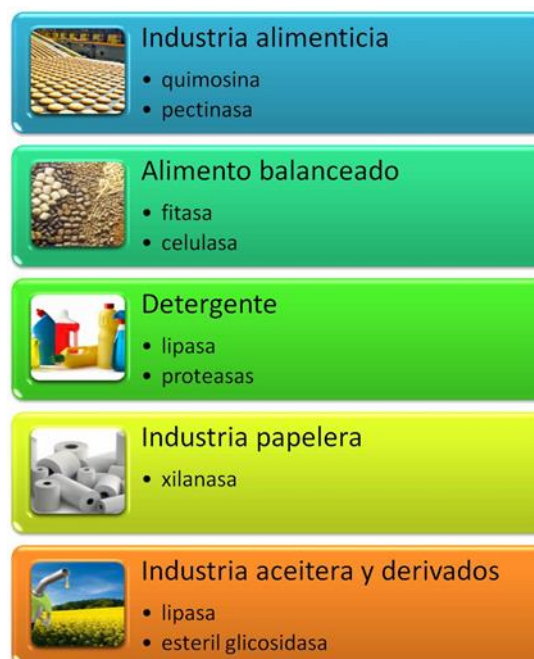 Industria alimenticia
• quimosina
• pectinasa
Alimento balanceado
• fitasa
• celulasa
Detergente
• lipasa
• proteasas
Industria papelera
• xilanasa
Industria aceitera y derivados
• lipasa
• esteril glicosidasa